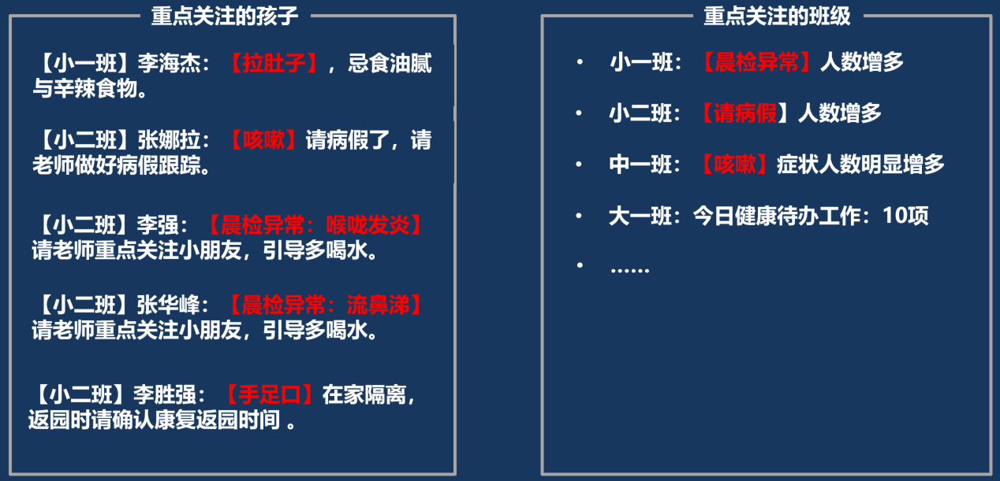 重点关注的孩子
【小一班】李海杰：【拉肚子】，忌食油腻
与辛辣食物。
【小二班】张娜拉：【咳嗽】请病假了，请
老师做好病假跟踪。
【小二班】李强：【晨检异常：喉咙发炎】
请老师重点关注小朋友，引导多喝水。
【小二班】张华峰：【晨检异常：流鼻涕】
请老师重点关注小朋友，引导多喝水。
【小二班】李胜强：【手足口】在家隔离，
返园时请确认康复返园时间 。
重点关注的班级
• 小一班：【晨检异常】人数增多
• 小二班：【请病假】人数增多
• 中一班：【咳嗽】症状人数明显增多
• 大一班：今日健康待办工作：10项
• ......